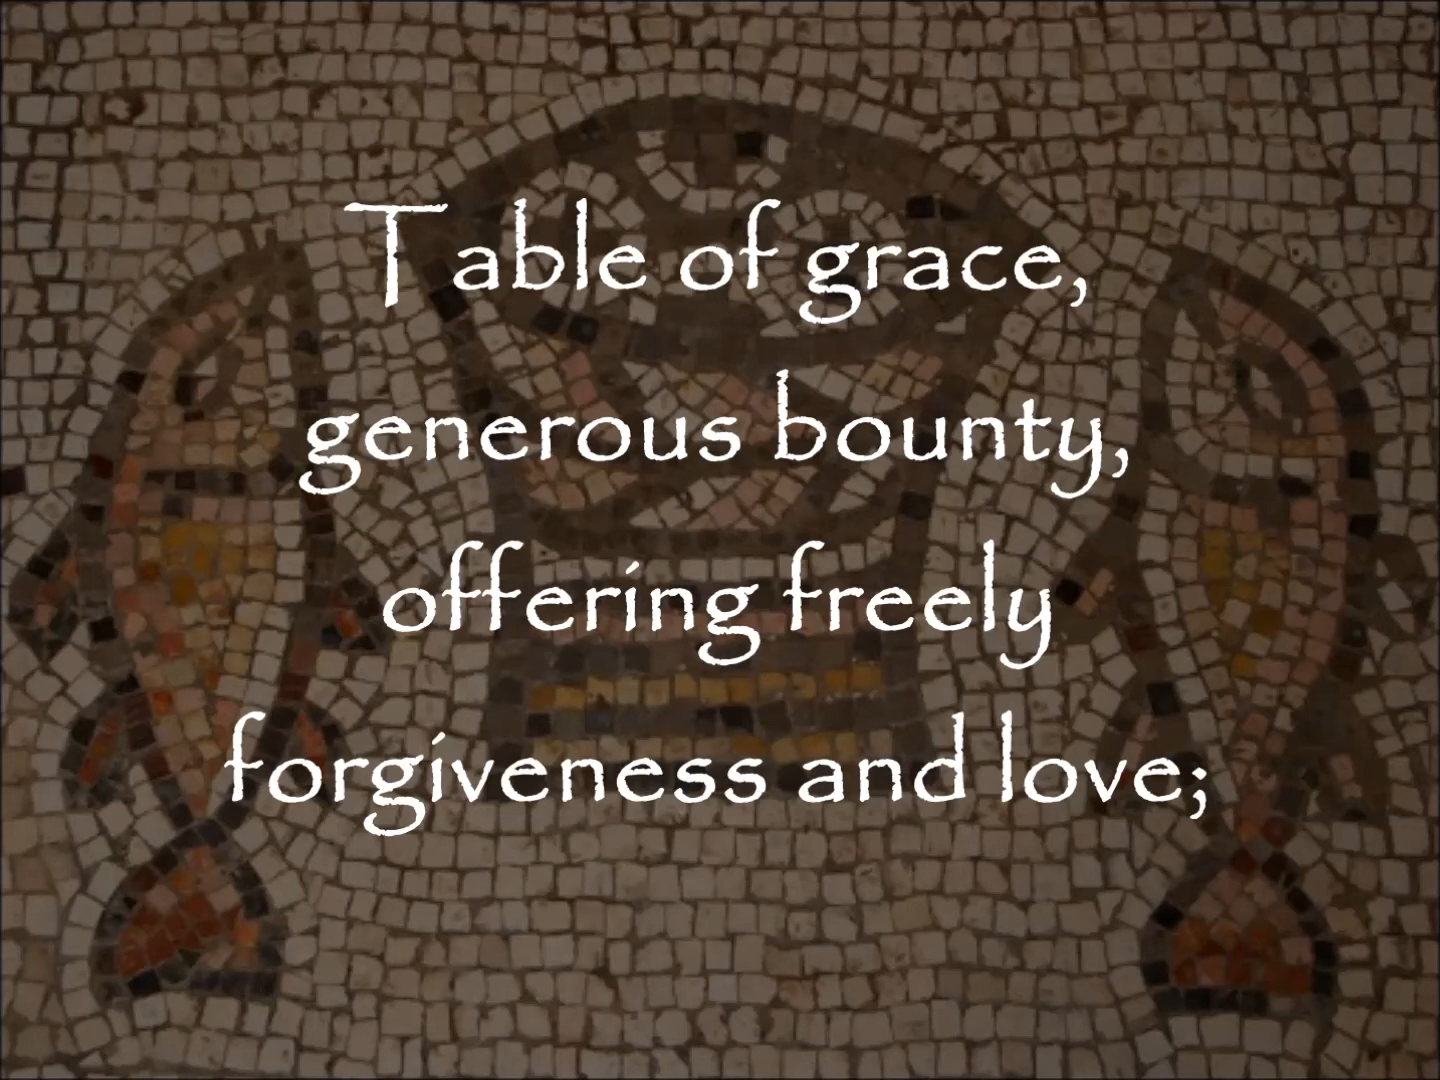 Table of grace,
generous bounty,
offering freely
forgiveness and love;